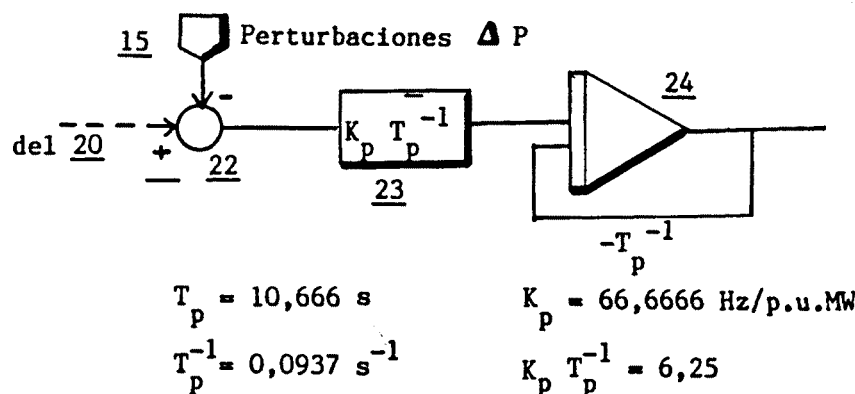 15 Perturbaciones Δ P
-
24
K_p T_p^-1
del 20
+
22
23
-T_p^-1
T_p = 10,666 s
K_p = 66,6666 Hz/p.u.MW
T_p^-1 = 0,0937 s^-1
K_p T_p^-1 = 6,25